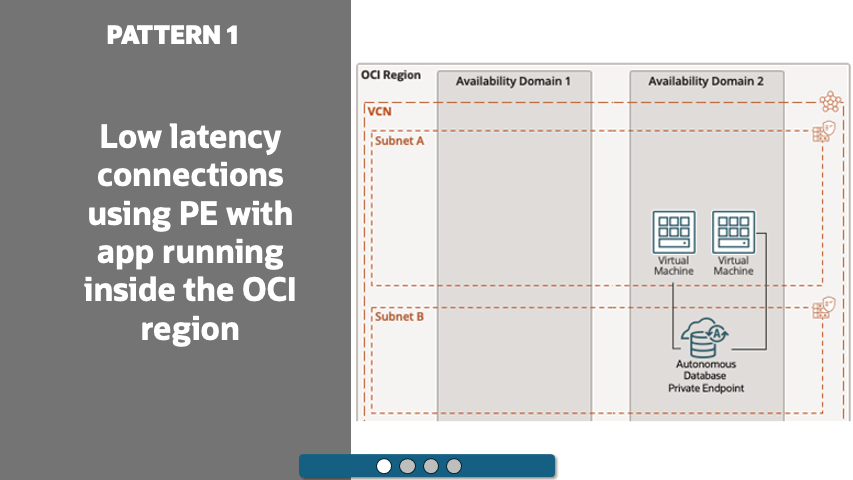 PATTERN 1
Low latency
connections
using PE with
app running
inside the OCI
region
OCI Region
Availability Domain 1
Availability Domain 2
VCN
Subnet A
Virtual
Machine
Virtual
Machine
Subnet B
A
Autonomous
Database
Private Endpoint